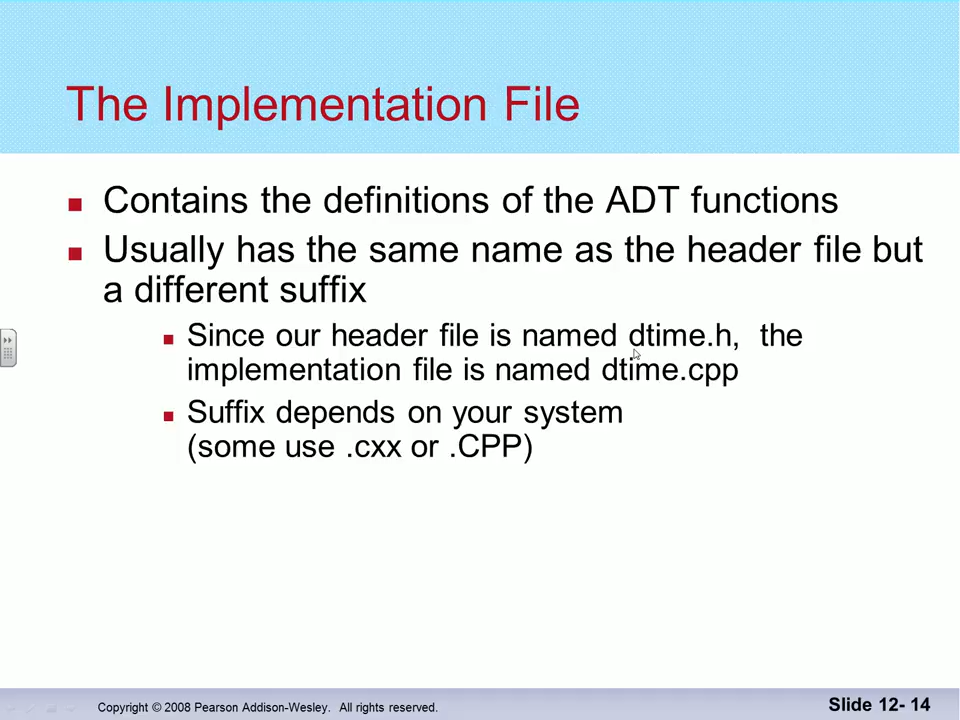 The Implementation File
Contains the definitions of the ADT functions
Usually has the same name as the header file but
a different suffix
Since our header file is named dtime.h, the
implementation file is named dtime.cpp
Suffix depends on your system
(some use .cxx or .CPP)
Copyright © 2008 Pearson Addison-Wesley. All rights reserved.
Slide 12- 14